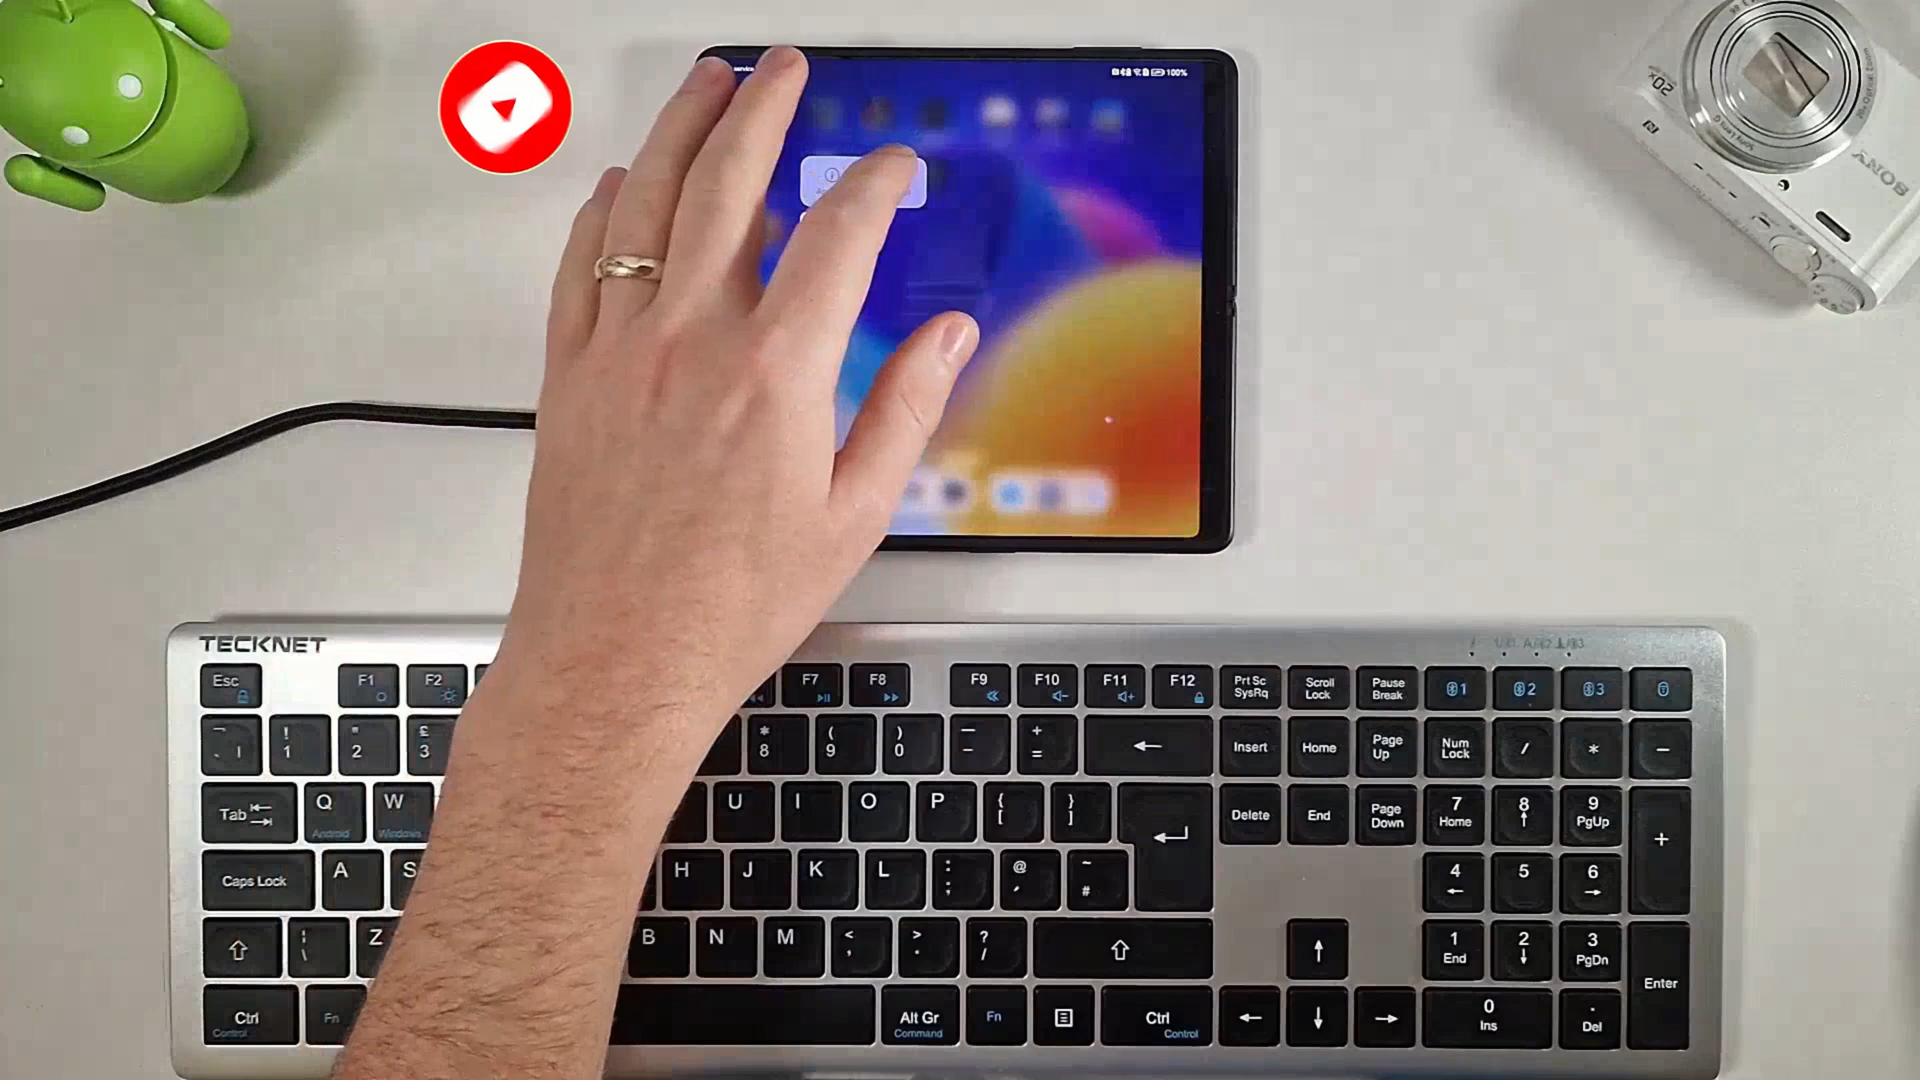 100%
20x
SONY
TECKNET
Esc F1 F2 F7 F8 F9 F10 F11 F12 Prt Sc SysRq Scroll Lock Pause Break 1 2 3
! 1 " 2 £ 3 * 8 ( 9 ) 0 - + = ← Insert Home Page Up Num Lock / * -
Tab Q Android W Windows U I O P { [ } ] Delete End Page Down 7 Home 8 ↑ 9 PgUp +
Caps Lock A S H J K L : ; @ ' ~ # 4 ← 5 6 →
\ Z B N M < , > . ? / ↑ 1 End 2 ↓ 3 PgDn Enter
Ctrl Control Fn Alt Gr Command Fn Ctrl Control ← ↓ → 0 Ins . Del